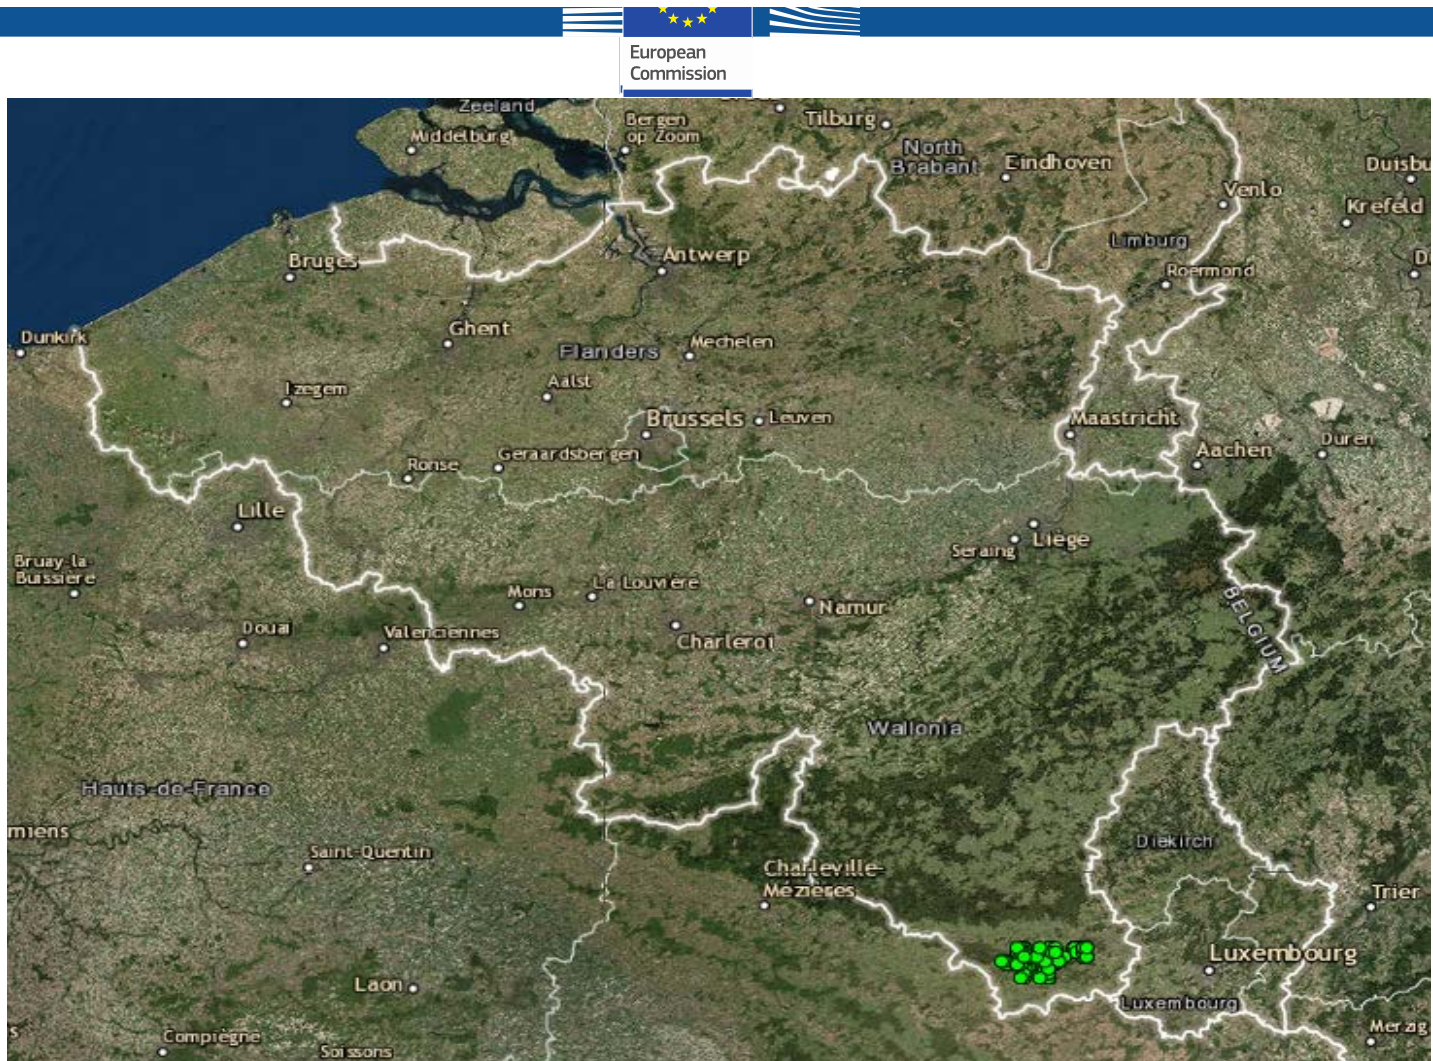 European
Commission
Zeeland
Middelburg
Bergen
op Zoom
Tilburg
North
Brabant
Eindhoven
Duisbu
Venlo
Krefeld
Limburg
Bruges
Antwerp
Roermond
Dunkirk
Ghent
Flanders
Mechelen
Izegem
Aalst
Brussels
Leuven
Maastricht
Ronse
Geraardsbergen
Aachen
Duren
Lille
Seraing
Liège
Bruay-la-
Buissière
Mons
La Louvière
Namur
BELGIUM
Douai
Valenciennes
Charleroi
Wallonia
Hauts-de-France
miens
Saint-Quentin
Diekirch
Charleville-
Mézières
Trier
Luxembourg
Laon
Luxembourg
Compiègne
Soissons
Merzig